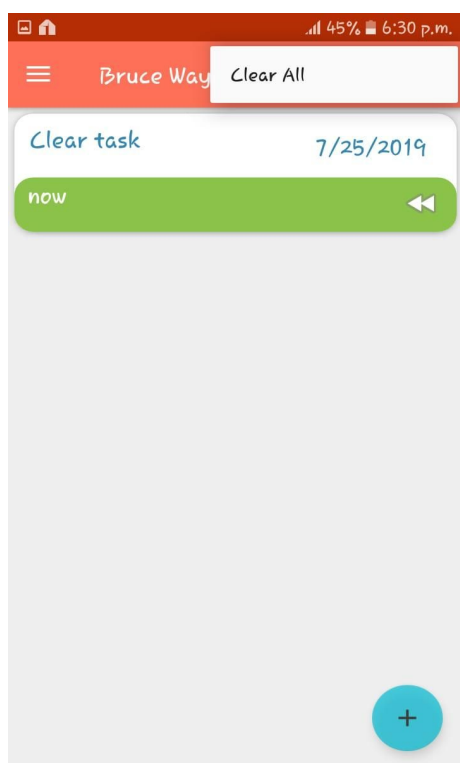 45% 6:30 p.m.
Bruce Way
Clear All
Clear task
7/25/2019
now
+